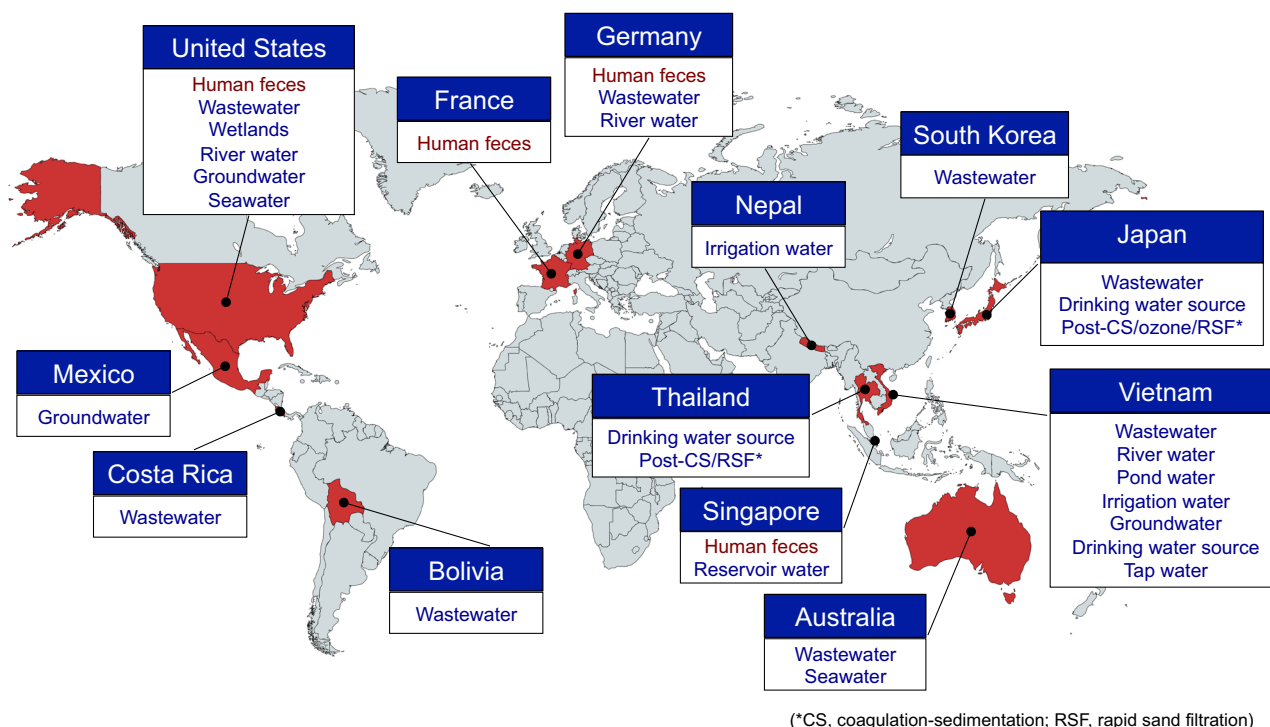 United States
Human feces
Wastewater
Wetlands
River water
Groundwater
Seawater
France
Human feces
Germany
Human feces
Wastewater
River water
South Korea
Wastewater
Nepal
Irrigation water
Japan
Wastewater
Drinking water source
Post-CS/ozone/RSF*
Mexico
Groundwater
Costa Rica
Wastewater
Bolivia
Wastewater
Thailand
Drinking water source
Post-CS/RSF*
Singapore
Human feces
Reservoir water
Vietnam
Wastewater
River water
Pond water
Irrigation water
Groundwater
Drinking water source
Tap water
Australia
Wastewater
Seawater
(*CS, coagulation-sedimentation; RSF, rapid sand filtration)